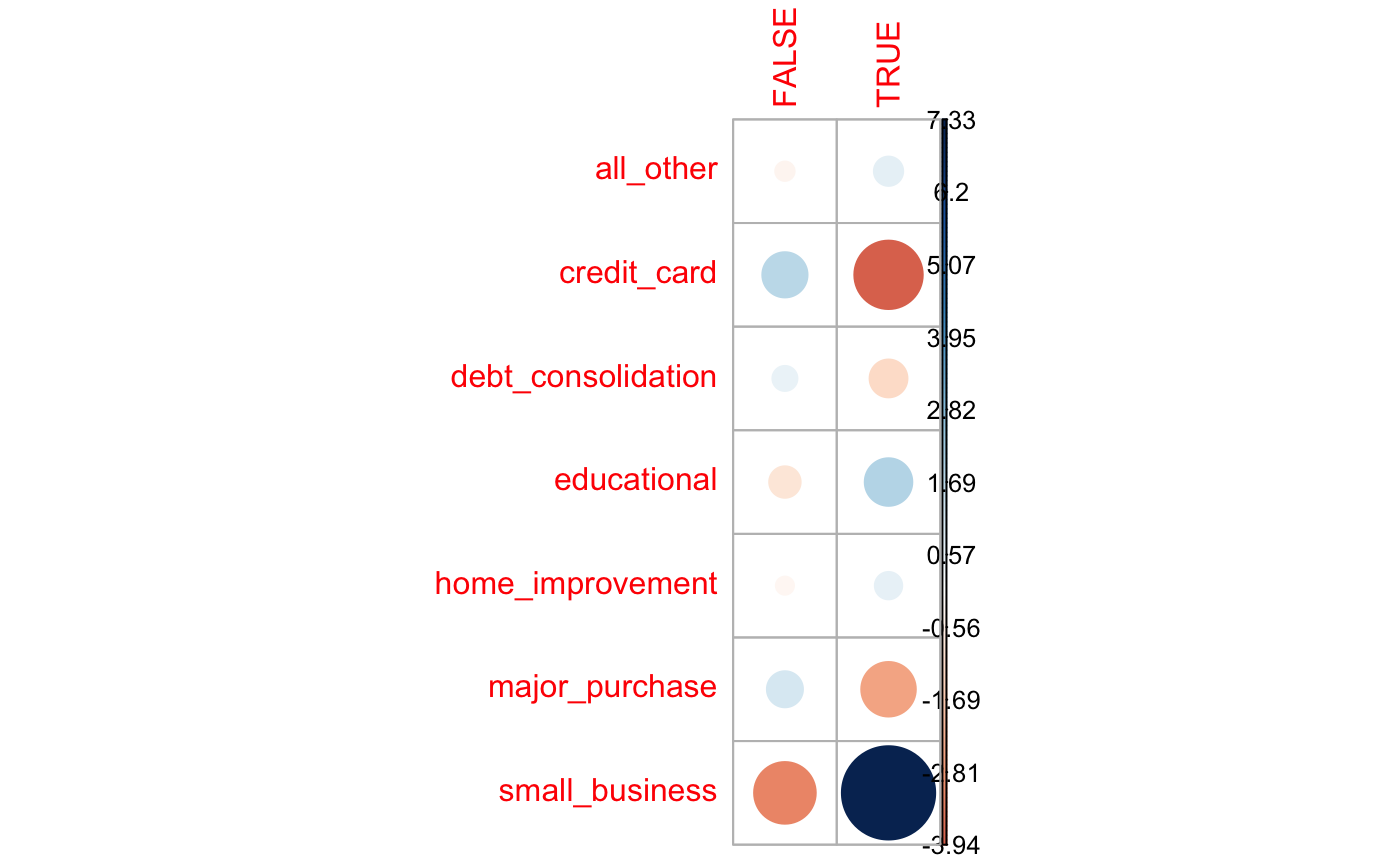 FALSE
TRUE
all_other
credit_card
debt_consolidation
educational
home_improvement
major_purchase
small_business
7.33
6.2
5.07
3.95
2.82
1.69
0.57
-0.56
-1.69
-2.81
-3.94